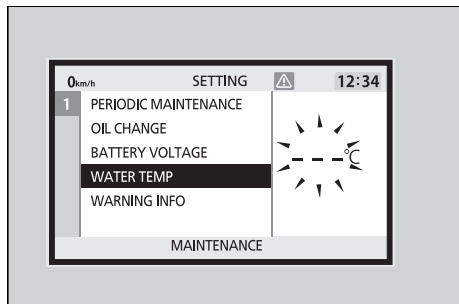 0km/h SETTING 12:34
1 PERIODIC MAINTENANCE
OIL CHANGE
BATTERY VOLTAGE
WATER TEMP
WARNING INFO
---°C
MAINTENANCE